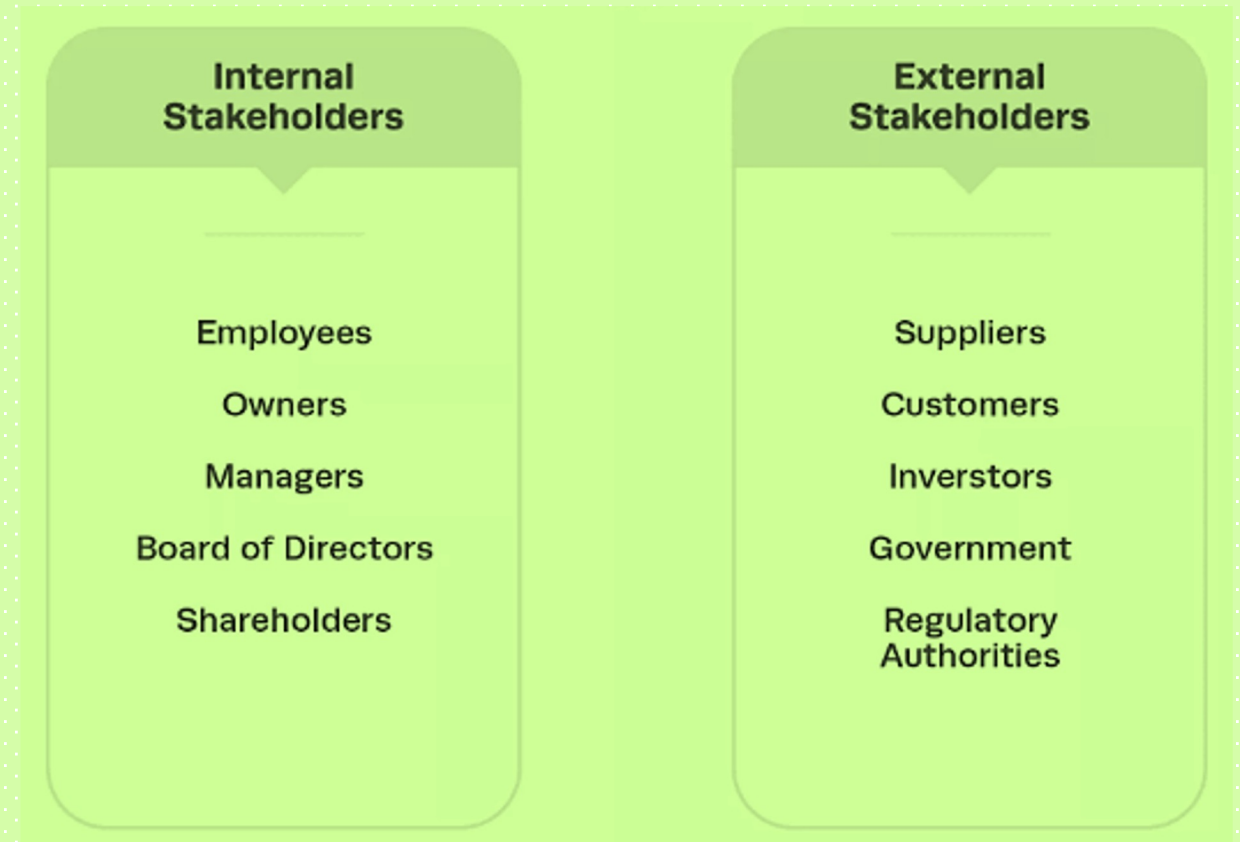 Internal
Stakeholders
Employees
Owners
Managers
Board of Directors
Shareholders
External
Stakeholders
Suppliers
Customers
Inverstors
Government
Regulatory
Authorities